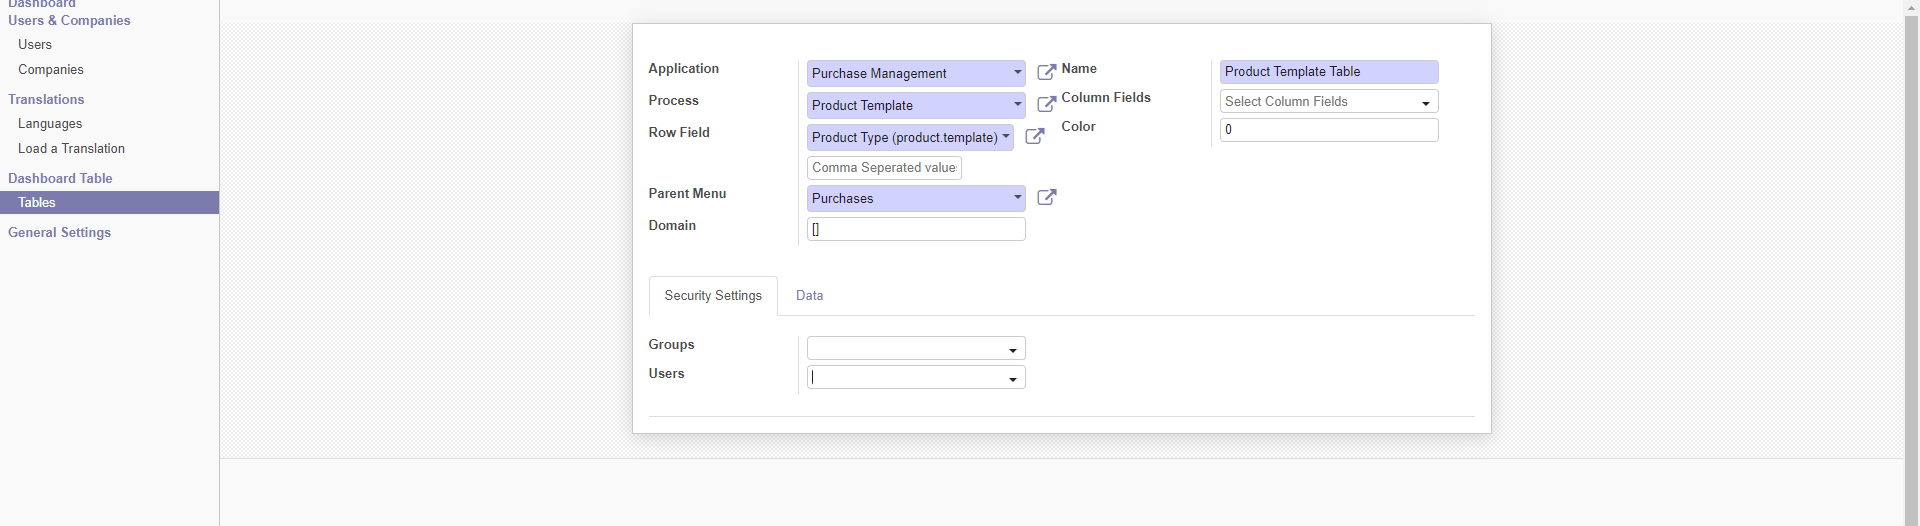 Dashboard
Users & Companies
Users
Companies
Translations
Languages
Load a Translation
Dashboard Table
Tables
General Settings
Application
Purchase Management
Process
Product Template
Row Field
Product Type (product.template)
Comma Seperated value
Parent Menu
Purchases
Domain
[]
Name
Product Template Table
Column Fields
Select Column Fields
Color
0
Security Settings
Data
Groups
Users